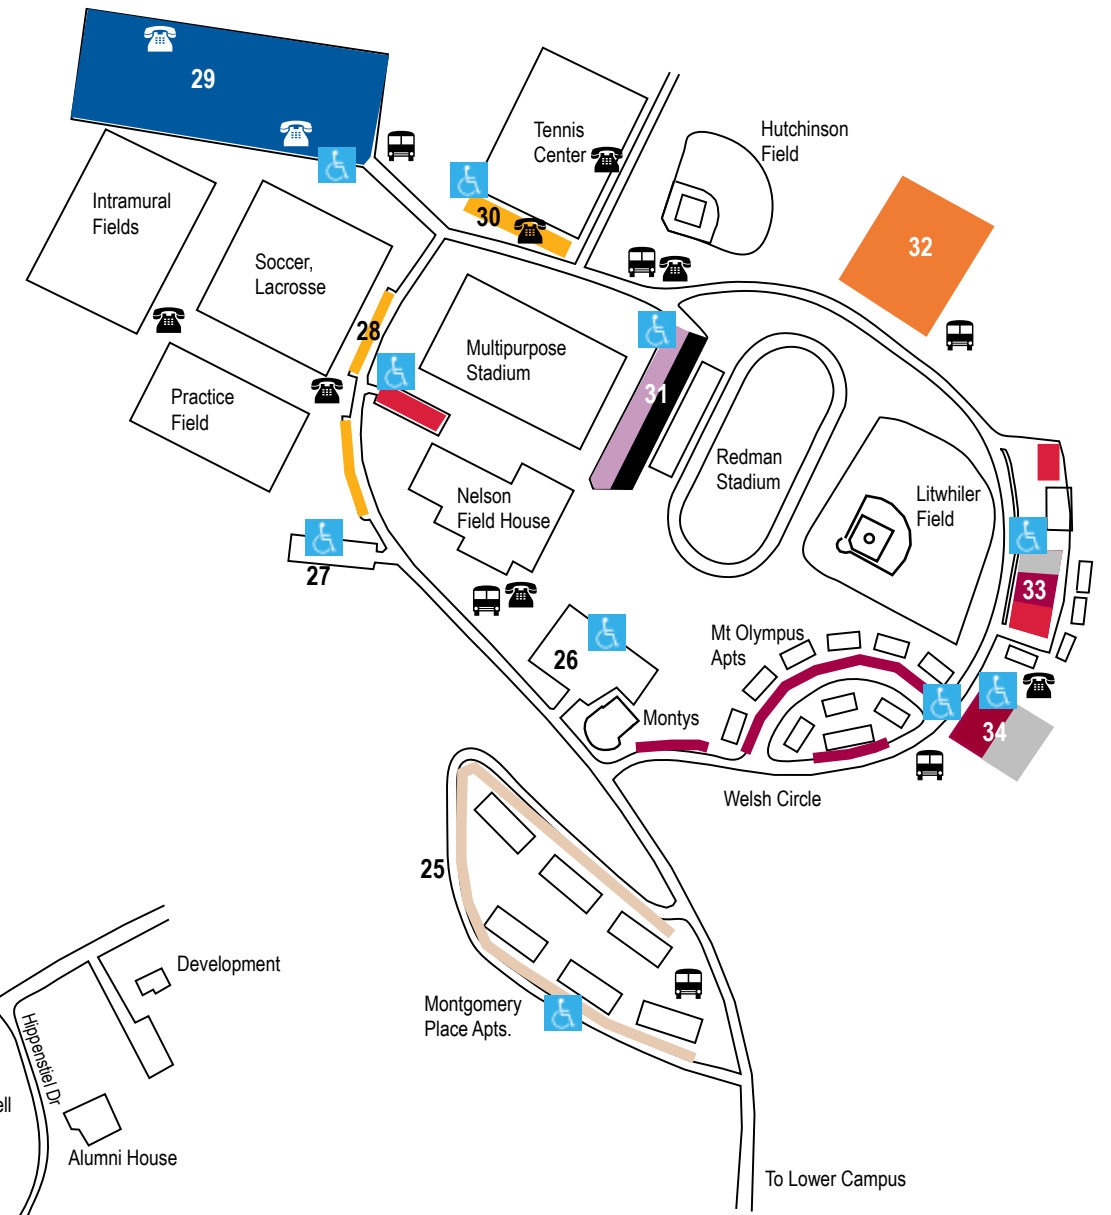 29
Tennis
Center
Hutchinson
Field
Intramural
Fields
30
32
Soccer,
Lacrosse
28
Multipurpose
Stadium
31
Practice
Field
Redman
Stadium
Nelson
Field House
Litwhiler
Field
27
33
26
Mt Olympus
Apts
Montys
34
Welsh Circle
25
Development
Montgomery
Place Apts.
Hippenstiel Dr
ell
Alumni House
To Lower Campus